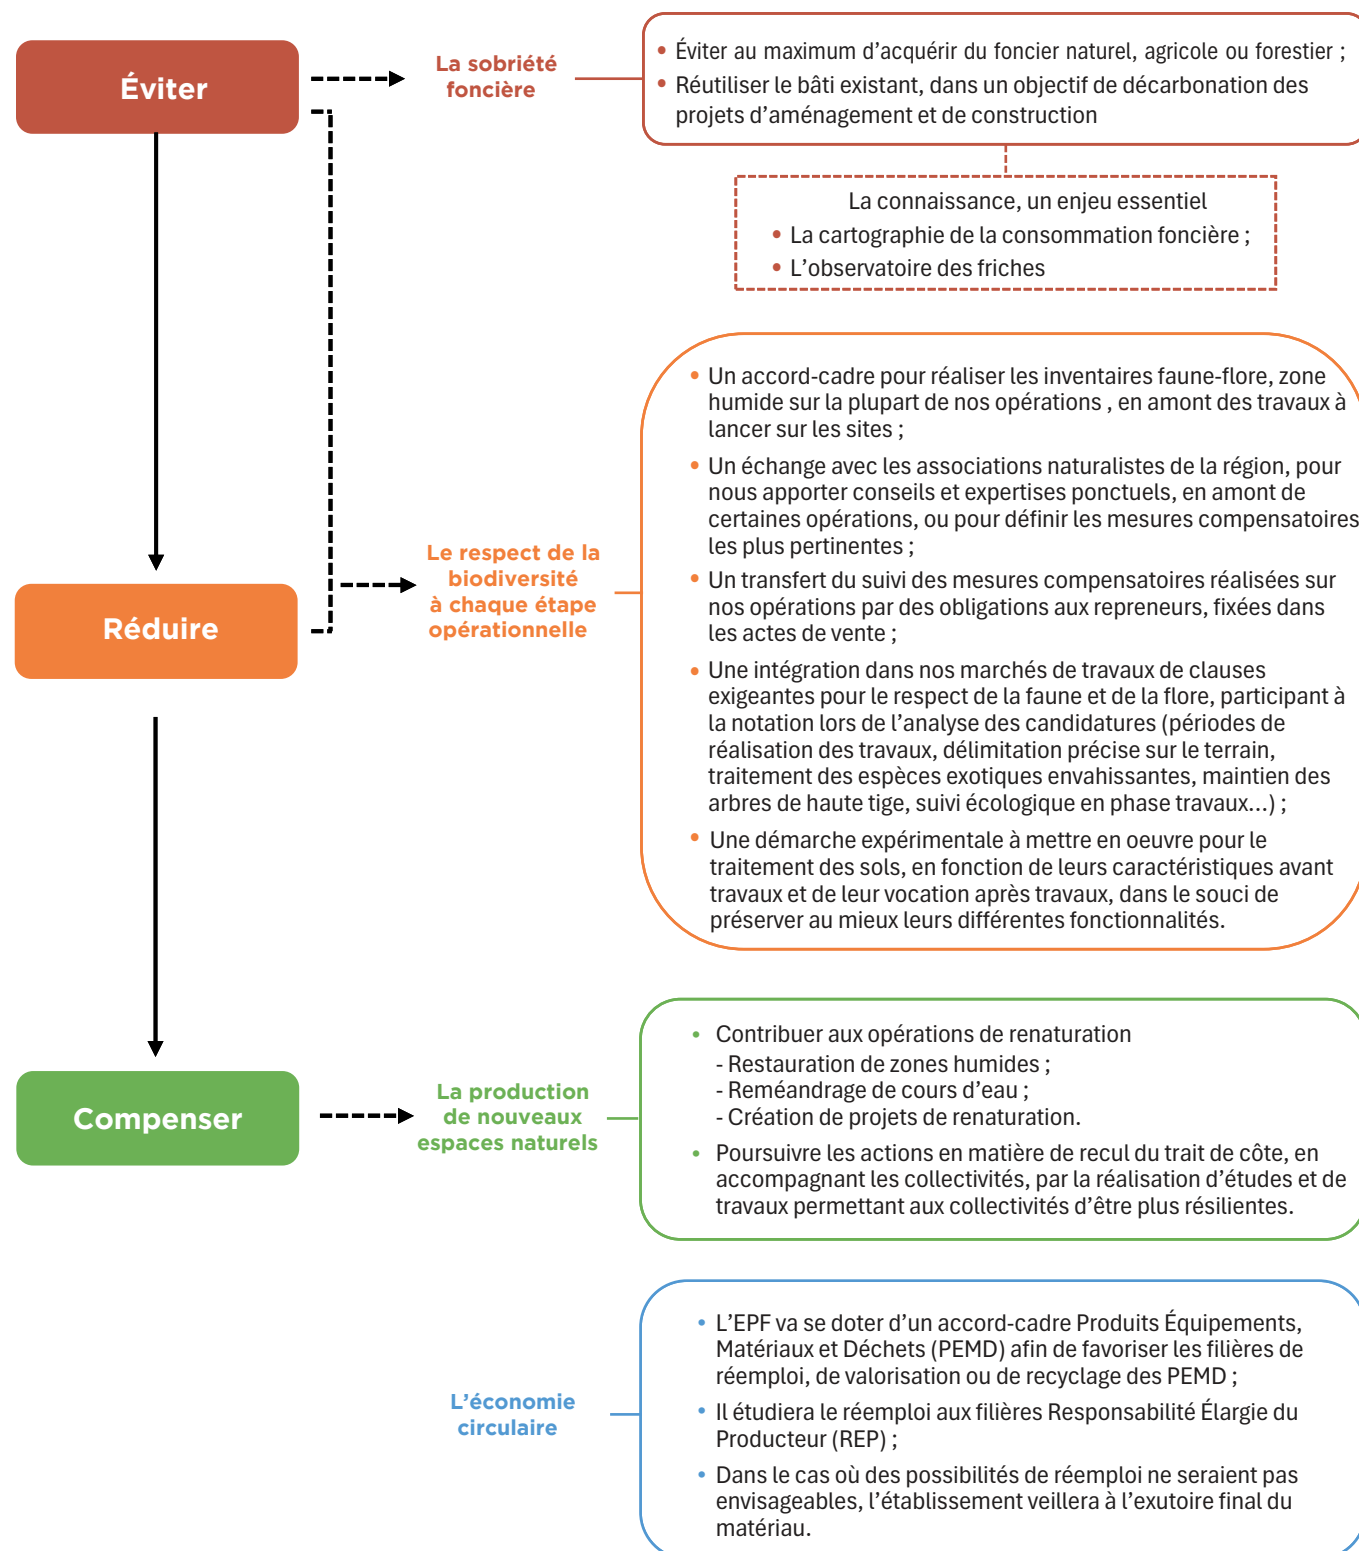 Éviter
La sobriété
foncière
• Éviter au maximum d’acquérir du foncier naturel, agricole ou forestier ;
• Réutiliser le bâti existant, dans un objectif de décarbonation des
projets d’aménagement et de construction
La connaissance, un enjeu essentiel
• La cartographie de la consommation foncière ;
• L’observatoire des friches
Réduire
Le respect de la
biodiversité
à chaque étape
opérationnelle
• Un accord-cadre pour réaliser les inventaires faune-flore, zone
humide sur la plupart de nos opérations , en amont des travaux à
lancer sur les sites ;
• Un échange avec les associations naturalistes de la région, pour
nous apporter conseils et expertises ponctuels, en amont de
certaines opérations, ou pour définir les mesures compensatoires
les plus pertinentes ;
• Un transfert du suivi des mesures compensatoires réalisées sur
nos opérations par des obligations aux repreneurs, fixées dans
les actes de vente ;
• Une intégration dans nos marchés de travaux de clauses
exigeantes pour le respect de la faune et de la flore, participant à
la notation lors de l’analyse des candidatures (périodes de
réalisation des travaux, délimitation précise sur le terrain,
traitement des espèces exotiques envahissantes, maintien des
arbres de haute tige, suivi écologique en phase travaux...) ;
• Une démarche expérimentale à mettre en oeuvre pour le
traitement des sols, en fonction de leurs caractéristiques avant
travaux et de leur vocation après travaux, dans le souci de
préserver au mieux leurs différentes fonctionnalités.
Compenser
La production
de nouveaux
espaces naturels
• Contribuer aux opérations de renaturation
- Restauration de zones humides ;
- Reméandrage de cours d’eau ;
- Création de projets de renaturation.
• Poursuivre les actions en matière de recul du trait de côte, en
accompagnant les collectivités, par la réalisation d’études et de
travaux permettant aux collectivités d’être plus résilientes.
L’économie
circulaire
• L’EPF va se doter d’un accord-cadre Produits Équipements,
Matériaux et Déchets (PEMD) afin de favoriser les filières de
réemploi, de valorisation ou de recyclage des PEMD ;
• Il étudiera le réemploi aux filières Responsabilité Élargie du
Producteur (REP) ;
• Dans le cas où des possibilités de réemploi ne seraient pas
envisageables, l’établissement veillera à l’exutoire final du
matériau.